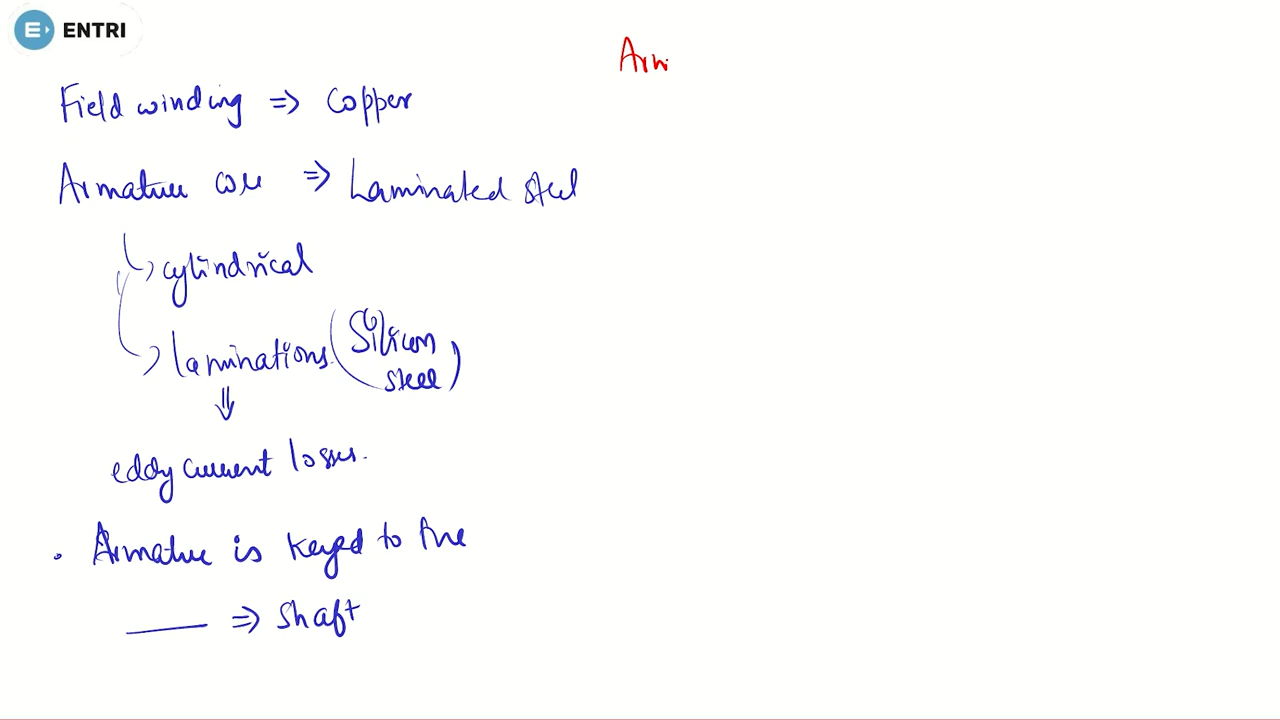 ENTRI
Arm
Field winding => Copper
Armature core => Laminated steel
cylindrical
laminations (Silicon steel)
eddy current losses.
. Armature is keyed to the
____ => Shaft